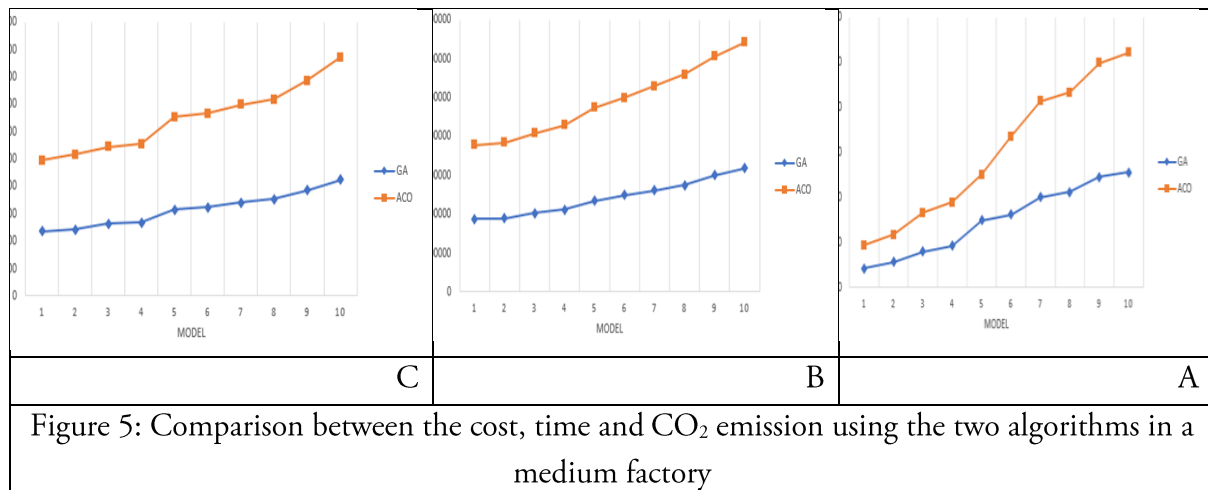 0
1 2 3 4 5 6 7 8 9 10
MODEL
GA
ACO
0
1 2 3 4 5 6 7 8 9 10
MODEL
GA
ACO
1 2 3 4 5 6 7 8 9 10
MODEL
GA
ACO
C
B
A
Figure 5: Comparison between the cost, time and CO₂ emission using the two algorithms in a
medium factory